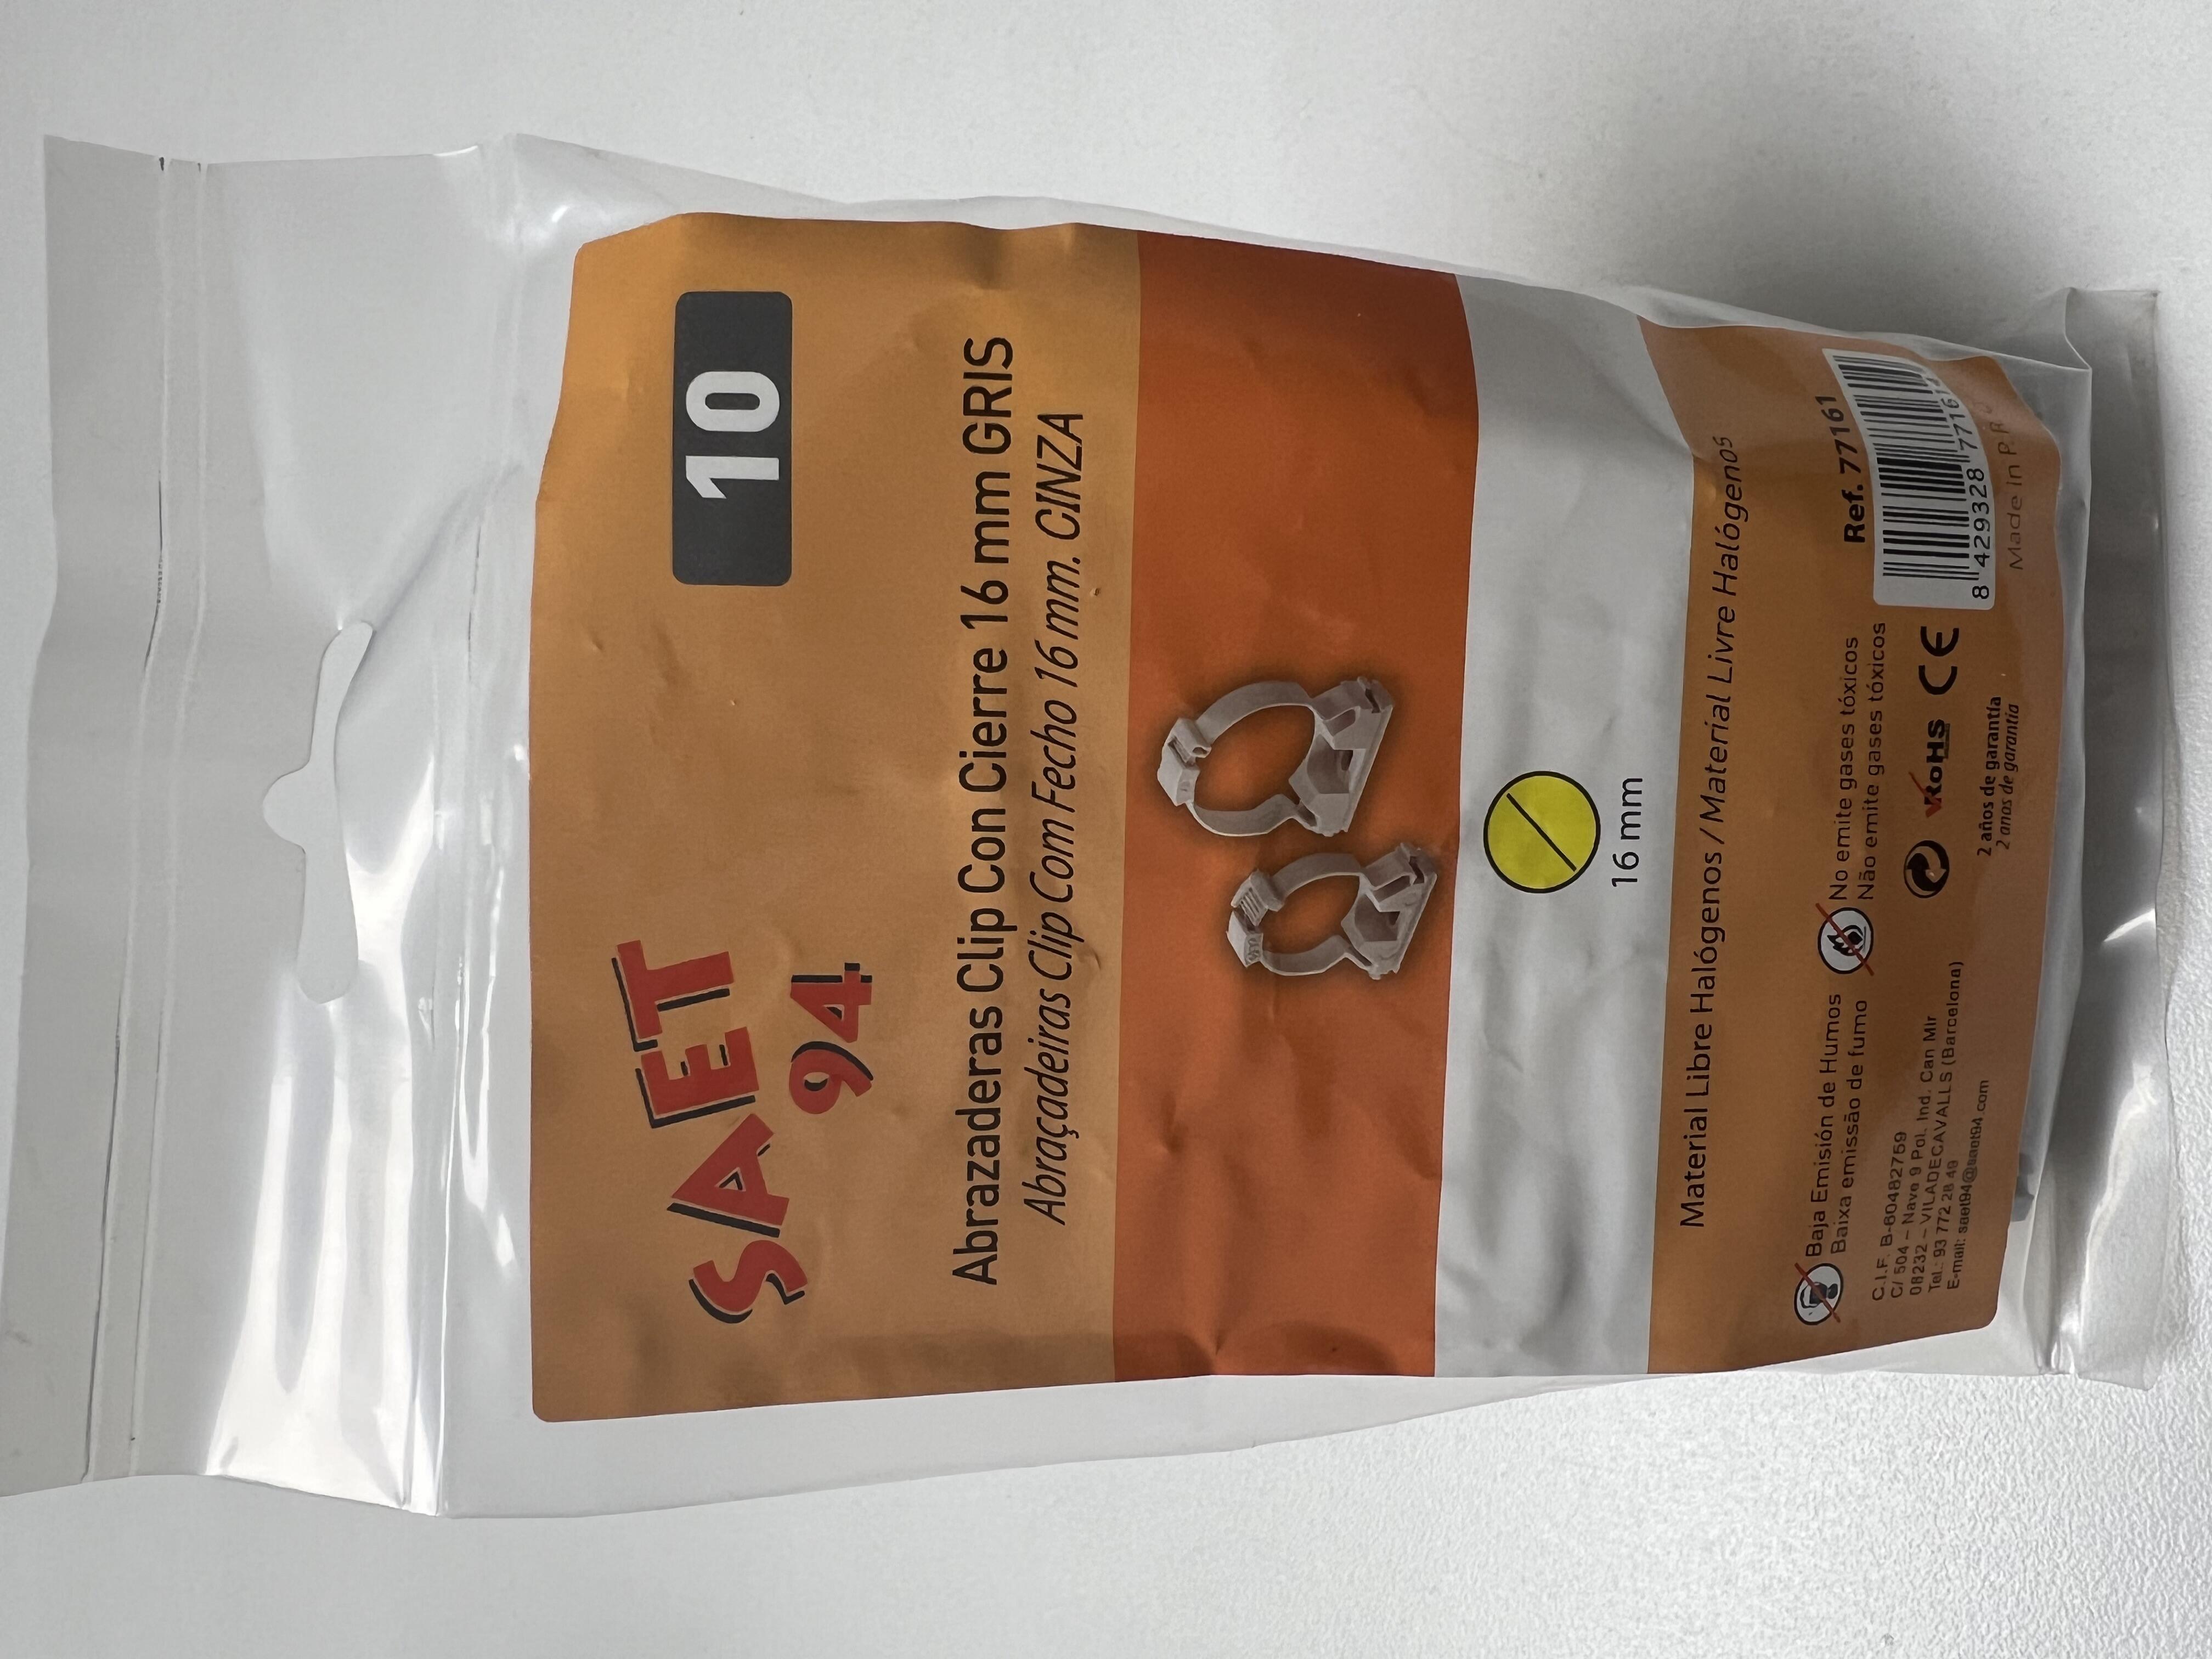 SAET
94
10
Abrazaderas Clip Con Cierre 16 mm GRIS
Abraçadeiras Clip Com Fecho 16 mm. CINZA
16 mm
Material Libre Halógenos / Material Livre Halógenos
Baja Emisión de Humos
Baixa emissão de fumo
No emite gases tóxicos
Não emite gases tóxicos
Ref. 77161
C.I.F. B-60482759
C/ 504 – Nave 9 Pol. Ind. Can Mir
08232 – VILADECAVALLS (Barcelona)
Tel.: 93 772 28 49
E-mail: saet94@saet94.com
RoHS CE
2 años de garantía
2 anos de garantia
8 429328 77161
Made in P.R.